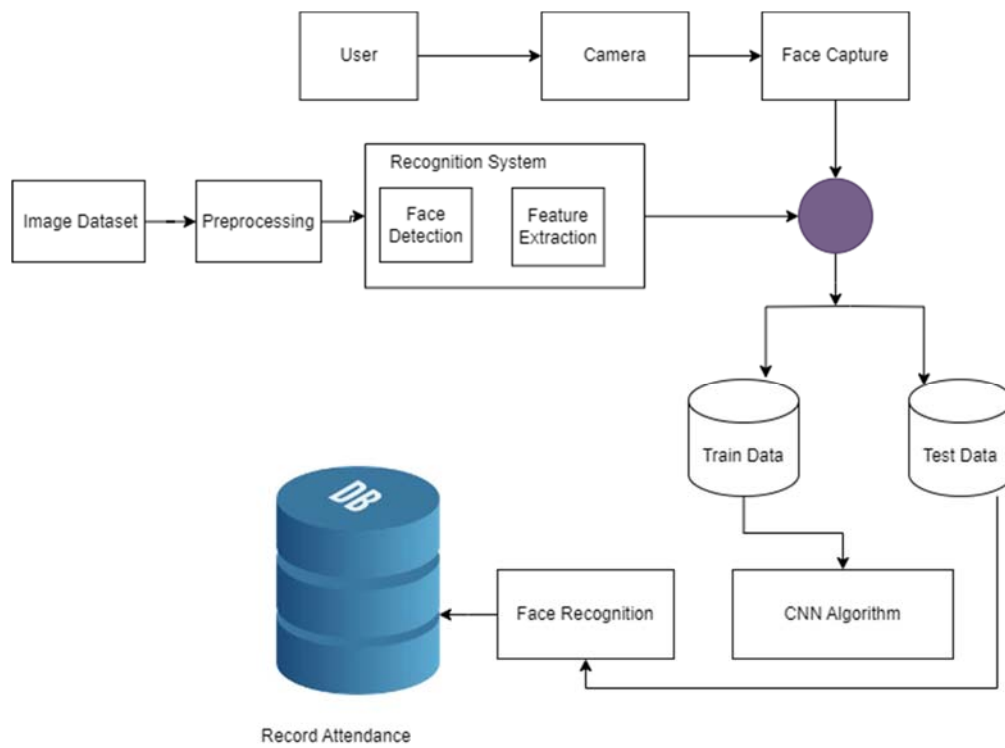 User
Camera
Face Capture
Recognition System
Image Dataset
Preprocessing
Face
Detection
Feature
Extraction
Train Data
Test Data
DB
Face Recognition
CNN Algorithm
Record Attendance